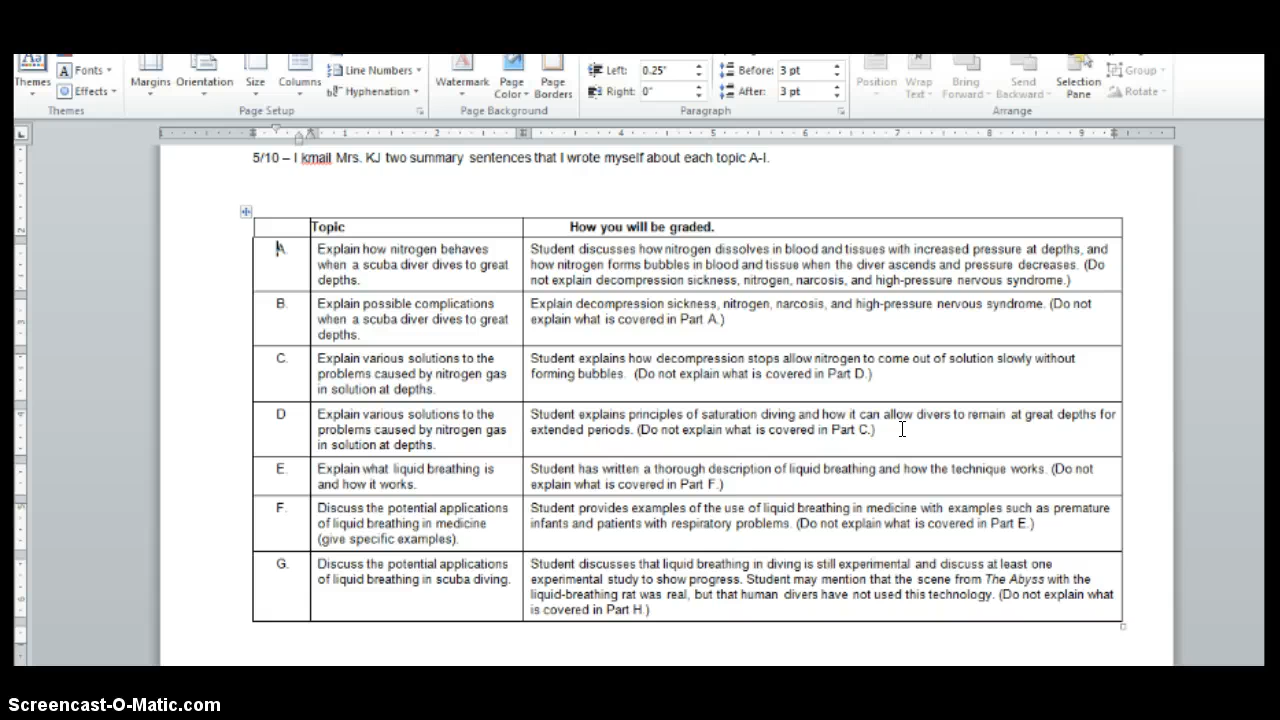 Themes
Fonts
Effects
Themes
Margins
Orientation
Size
Columns
Line Numbers
Hyphenation
Page Setup
Watermark
Page Color
Page Borders
Page Background
Left: 0.25"
Right: 0"
Before: 3 pt
After: 3 pt
Paragraph
Position
Wrap Text
Bring Forward
Send Backward
Selection Pane
Group
Rotate
Arrange
1 2 4 5 6 7 8 9
5/10 – I kmail Mrs. KJ two summary sentences that I wrote myself about each topic A-I.
Topic
How you will be graded.
A.
Explain how nitrogen behaves
when a scuba diver dives to great
depths.
Student discusses how nitrogen dissolves in blood and tissues with increased pressure at depths, and
how nitrogen forms bubbles in blood and tissue when the diver ascends and pressure decreases. (Do
not explain decompression sickness, nitrogen, narcosis, and high-pressure nervous syndrome.)
B.
Explain possible complications
when a scuba diver dives to great
depths.
Explain decompression sickness, nitrogen, narcosis, and high-pressure nervous syndrome. (Do not
explain what is covered in Part A.)
C.
Explain various solutions to the
problems caused by nitrogen gas
in solution at depths.
Student explains how decompression stops allow nitrogen to come out of solution slowly without
forming bubbles. (Do not explain what is covered in Part D.)
D
Explain various solutions to the
problems caused by nitrogen gas
in solution at depths.
Student explains principles of saturation diving and how it can allow divers to remain at great depths for
extended periods. (Do not explain what is covered in Part C.)
E.
Explain what liquid breathing is
and how it works.
Student has written a thorough description of liquid breathing and how the technique works. (Do not
explain what is covered in Part F.)
F.
Discuss the potential applications
of liquid breathing in medicine
(give specific examples).
Student provides examples of the use of liquid breathing in medicine with examples such as premature
infants and patients with respiratory problems. (Do not explain what is covered in Part E.)
G.
Discuss the potential applications
of liquid breathing in scuba diving.
Student discusses that liquid breathing in diving is still experimental and discuss at least one
experimental study to show progress. Student may mention that the scene from The Abyss with the
liquid-breathing rat was real, but that human divers have not used this technology. (Do not explain what
is covered in Part H.)
Screencast-O-Matic.com